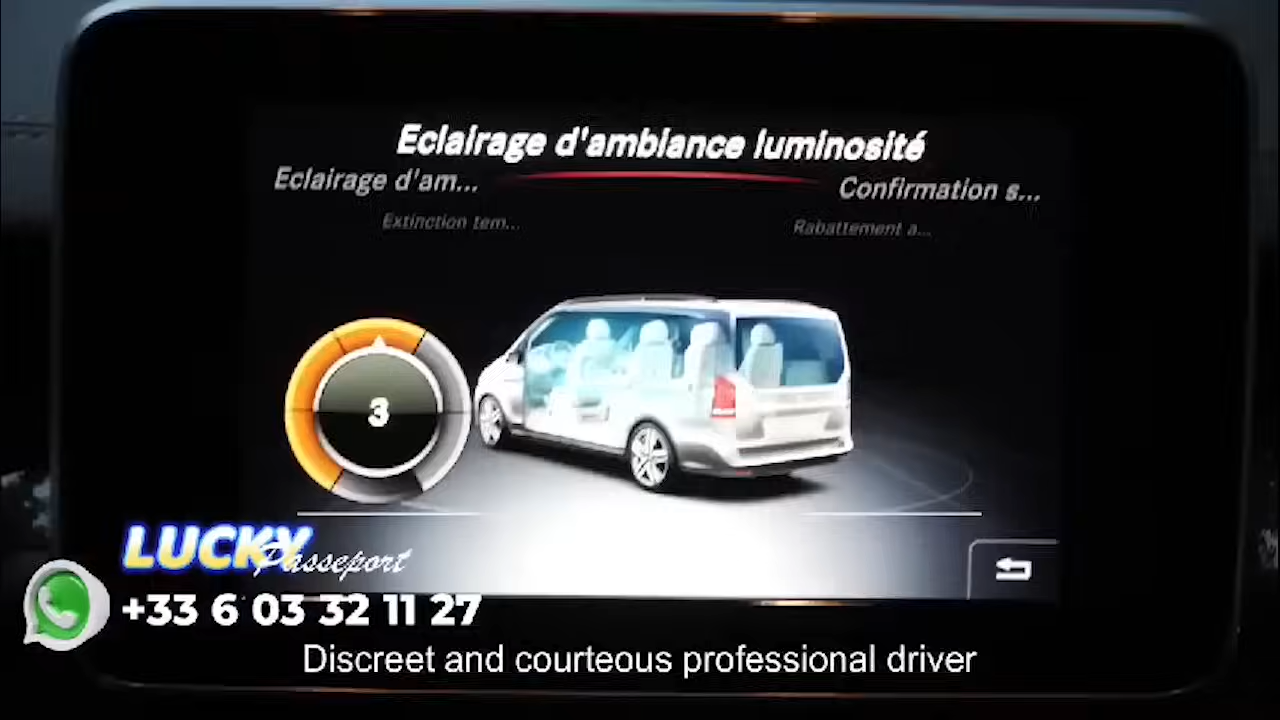 Eclairage d'ambiance luminosité
Eclairage d'am...
Confirmation s...
Extinction tem...
Rabattement a...
3
LUCKY
Passeport
+33 6 03 32 11 27
Discreet and courteous professional driver